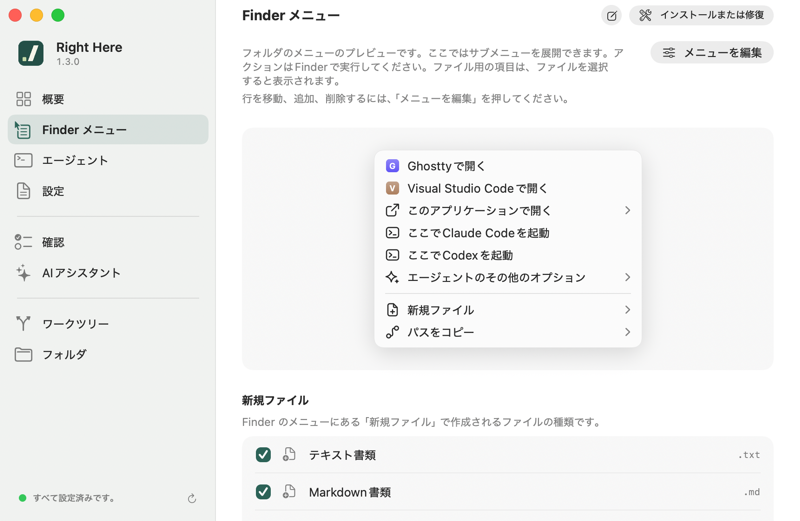 Right Here
1.3.0
概要
Finder メニュー
エージェント
設定
確認
AIアシスタント
ワークツリー
フォルダ
すべて設定済みです。
Finder メニュー
インストールまたは修復
フォルダのメニューのプレビューです。ここではサブメニューを展開できます。ア
クションはFinderで実行してください。ファイル用の項目は、ファイルを選択
すると表示されます。
メニューを編集
行を移動、追加、削除するには、「メニューを編集」を押してください。
G Ghosttyで開く
V Visual Studio Codeで開く
このアプリケーションで開く
ここでClaude Codeを起動
ここでCodexを起動
エージェントのその他のオプション
新規ファイル
パスをコピー
新規ファイル
Finder のメニューにある「新規ファイル」で作成されるファイルの種類です。
テキスト書類 .txt
Markdown書類 .md